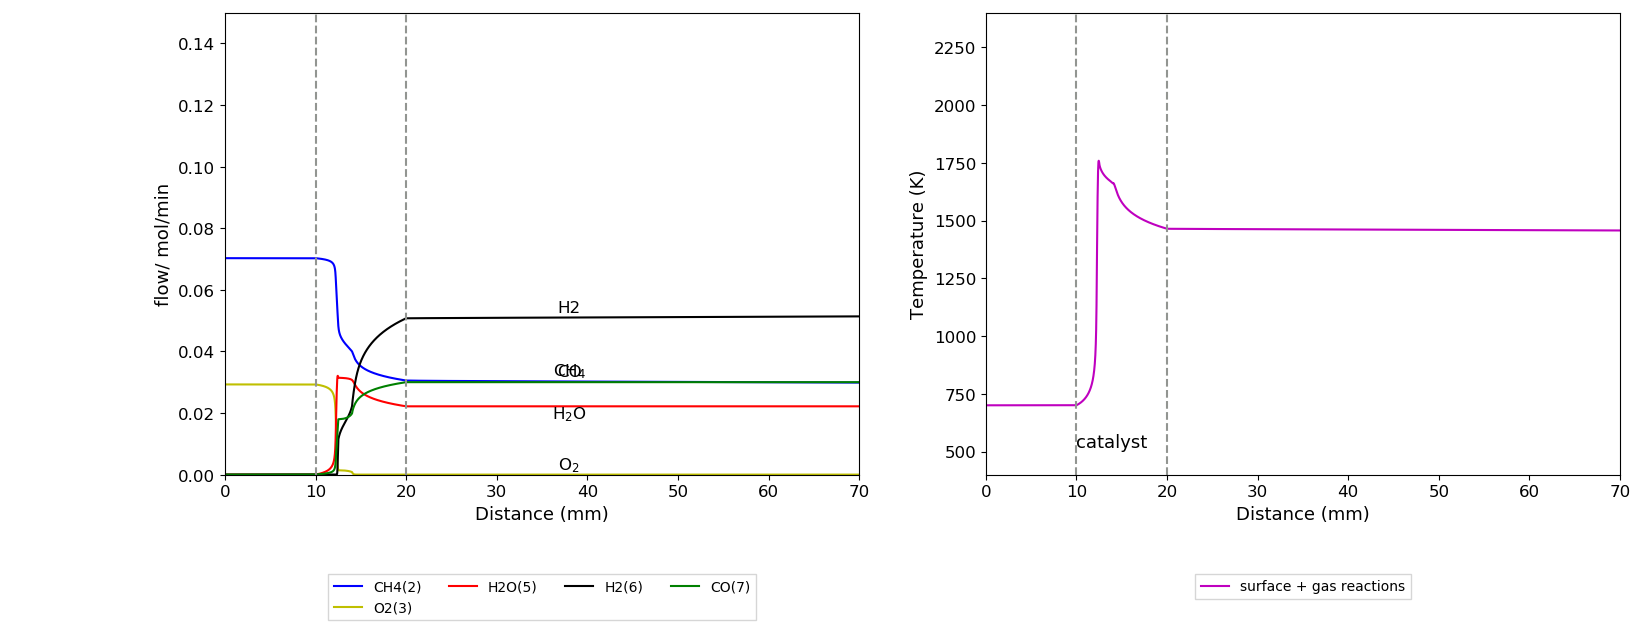 0.14
0.12
0.10
0.08
0.06
0.04
0.02
0.00
flow/ mol/min
H2
CH₄
CO
H₂O
O₂
0 10 20 30 40 50 60 70
Distance (mm)
CH4(2) H2O(5) H2(6) CO(7)
O2(3)
2250
2000
1750
1500
1250
1000
750
500
Temperature (K)
catalyst
0 10 20 30 40 50 60 70
Distance (mm)
surface + gas reactions